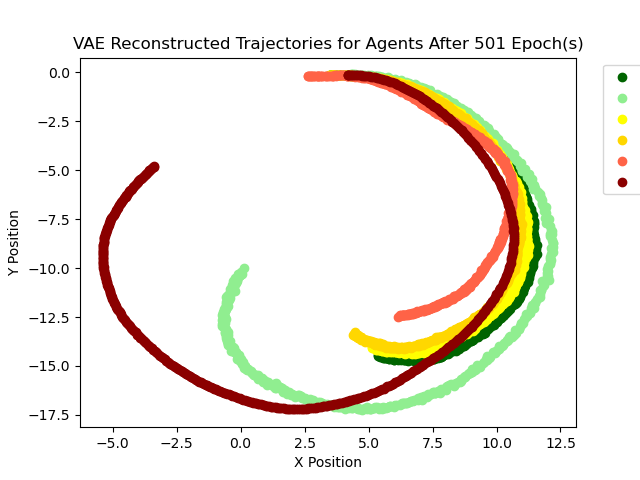 VAE Reconstructed Trajectories for Agents After 501 Epoch(s)
0.0
−2.5
−5.0
−7.5
−10.0
−12.5
−15.0
−17.5
Y Position
−5.0 −2.5 0.0 2.5 5.0 7.5 10.0 12.5
X Position